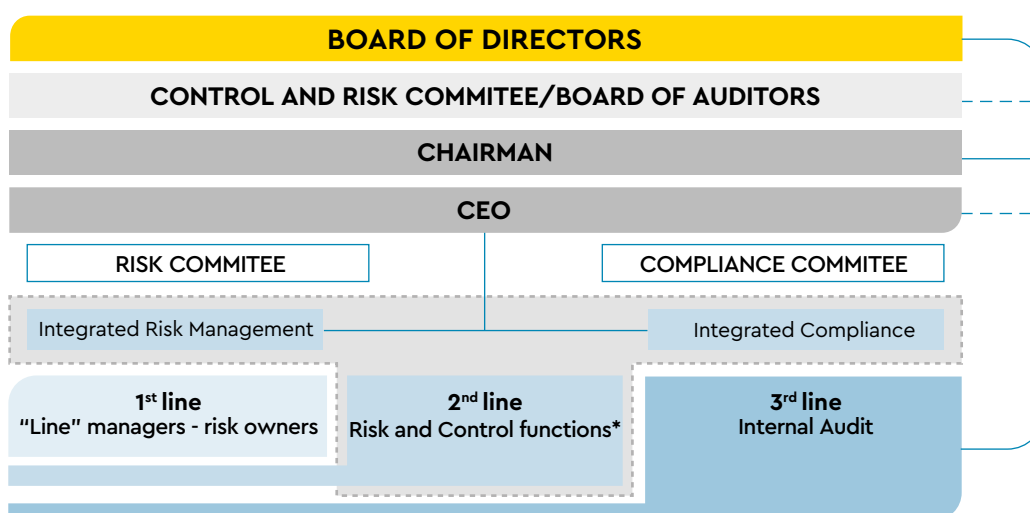 BOARD OF DIRECTORS
CONTROL AND RISK COMMITEE/BOARD OF AUDITORS
CHAIRMAN
CEO
RISK COMMITEE
COMPLIANCE COMMITEE
Integrated Risk Management
Integrated Compliance
1st line
“Line” managers - risk owners
2nd line
Risk and Control functions*
3rd line
Internal Audit